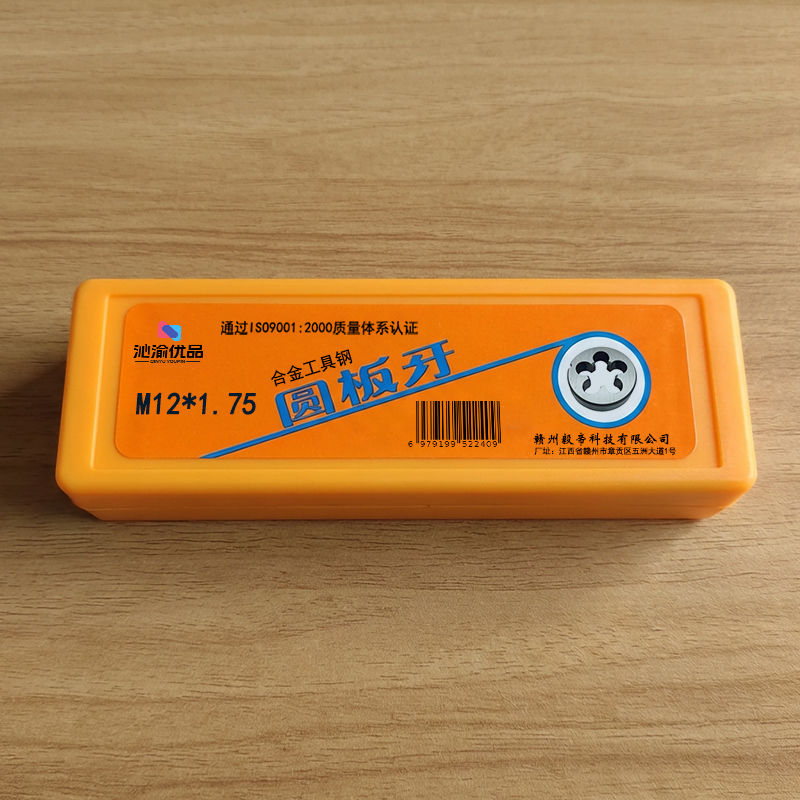 通过ISO9001:2000质量体系认证
沁渝优品
QINYU YOUPIN
合金工具钢
圆板牙
M12*1.75
6 979199 522409
赣州毅帝科技有限公司
厂址：江西省赣州市章贡区五洲大道1号